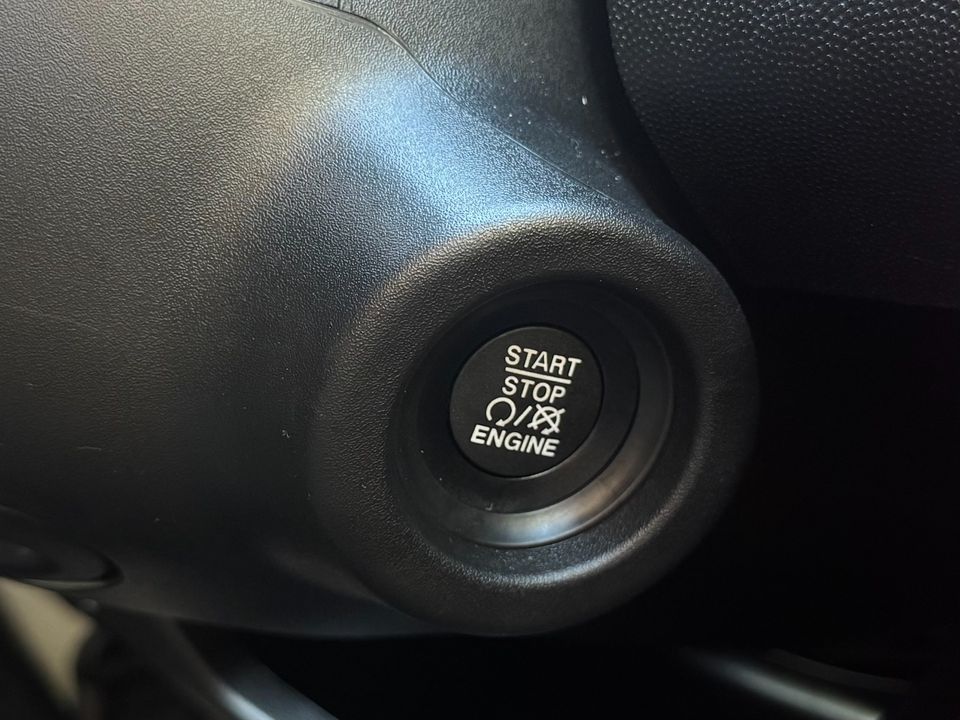 START
STOP
/
ENGINE